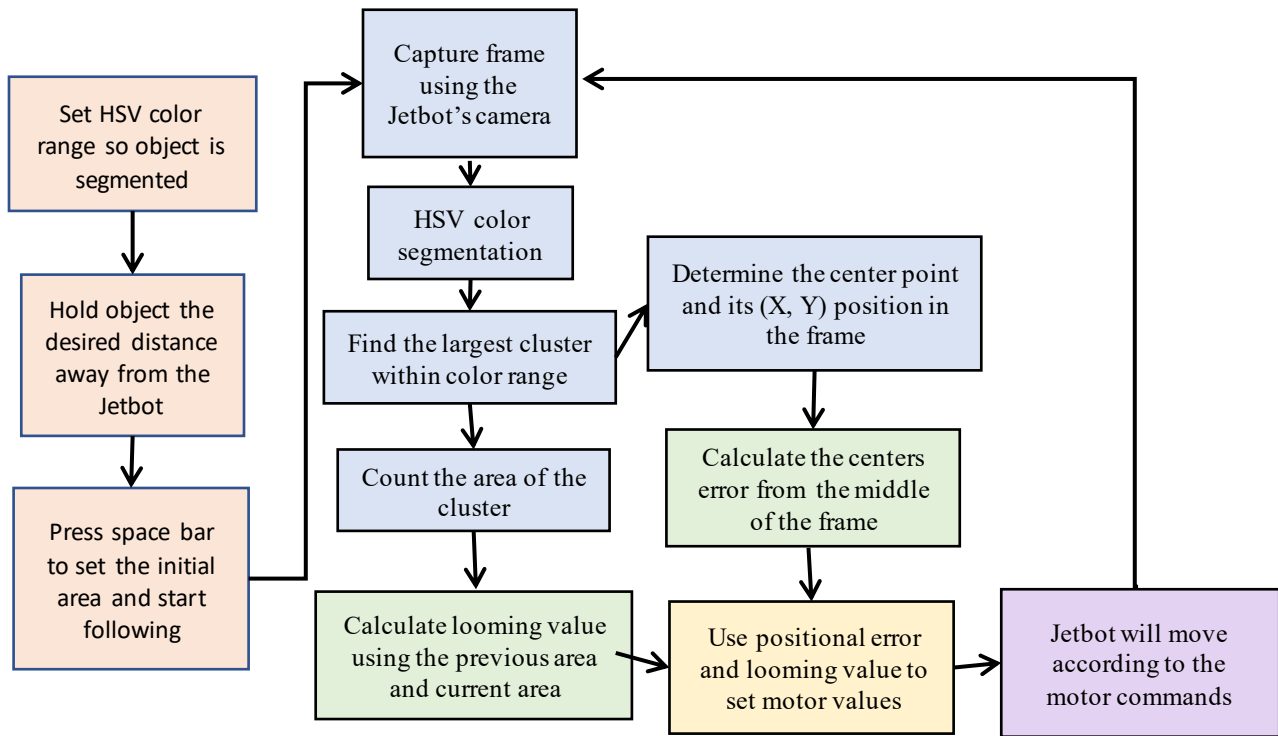 Set HSV color
range so object is
segmented
Hold object the
desired distance
away from the
Jetbot
Press space bar
to set the initial
area and start
following
Capture frame
using the
Jetbot’s camera
HSV color
segmentation
Find the largest cluster
within color range
Count the area of the
cluster
Calculate looming value
using the previous area
and current area
Determine the center point
and its (X, Y) position in
the frame
Calculate the centers
error from the middle
of the frame
Use positional error
and looming value to
set motor values
Jetbot will move
according to the
motor commands